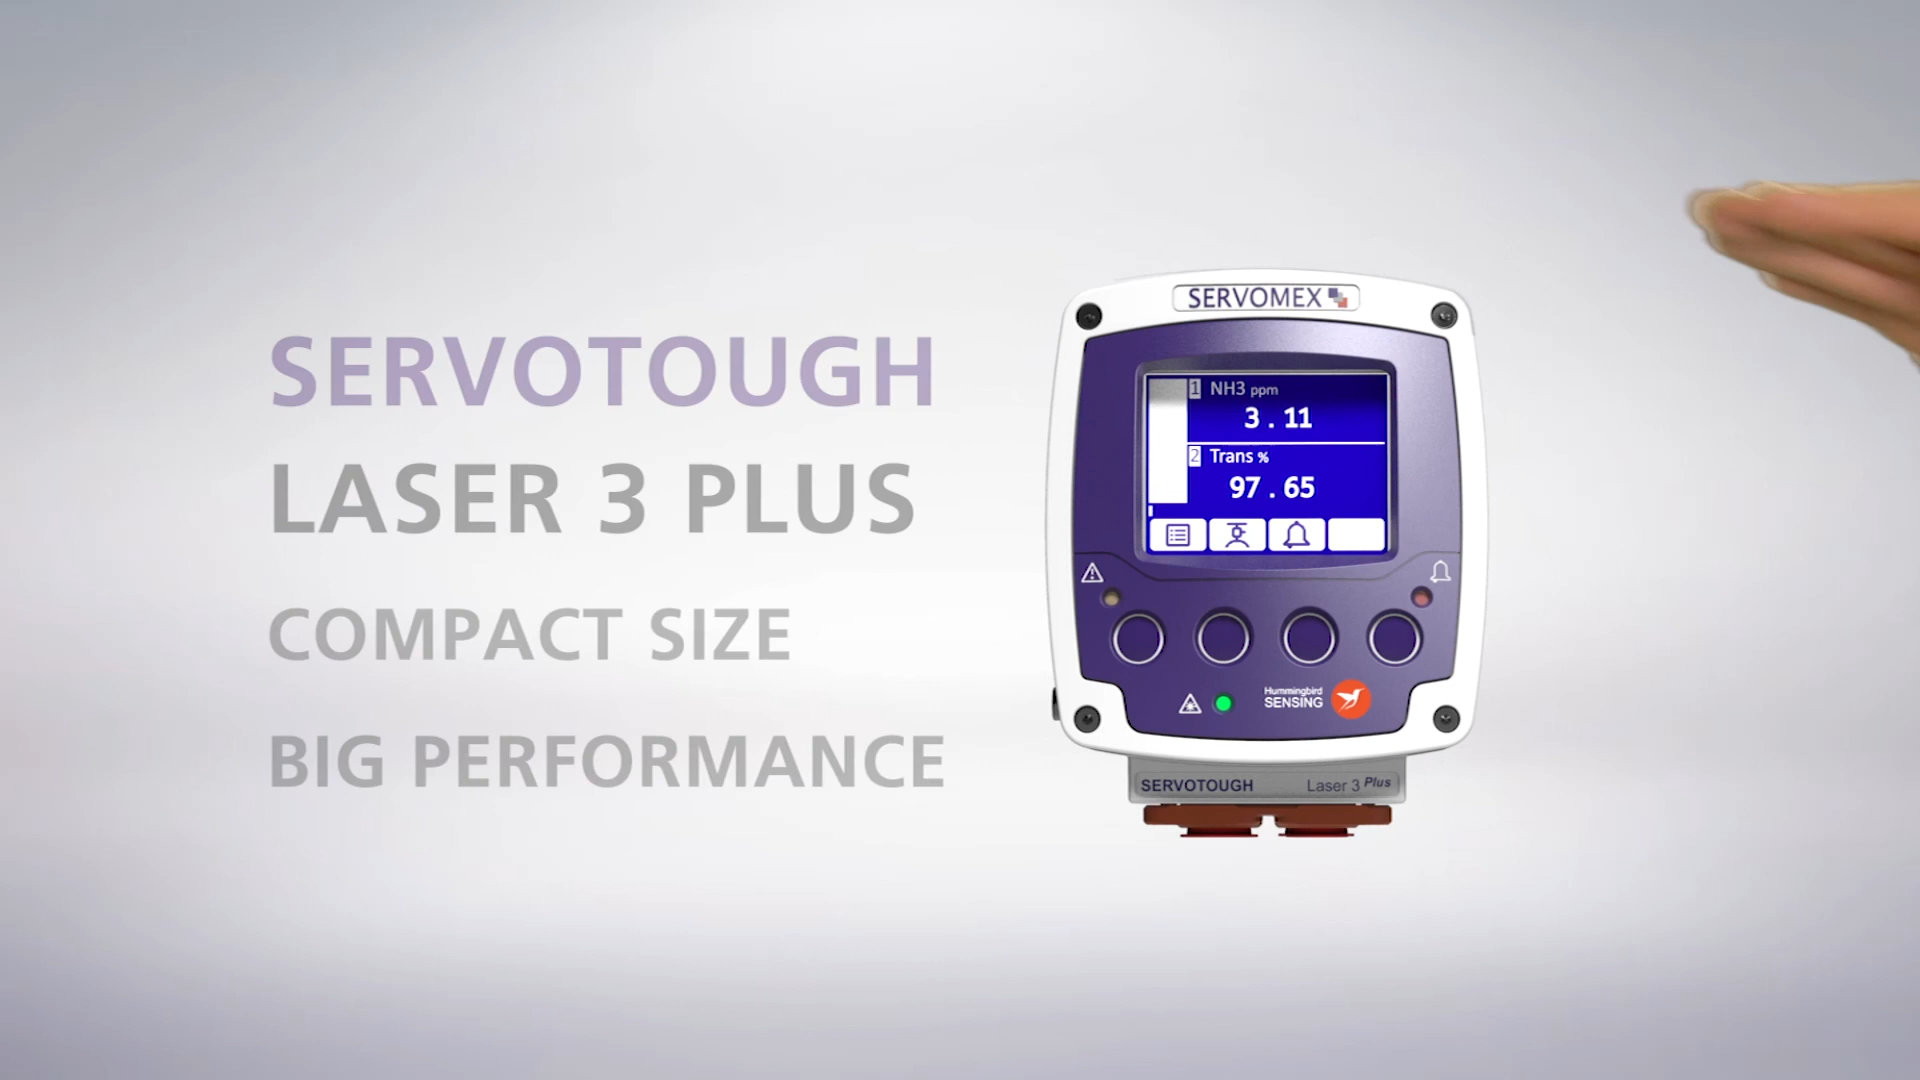 SERVOTOUGH
LASER 3 PLUS
COMPACT SIZE
BIG PERFORMANCE
SERVOMEX
1 NH3 ppm
3 . 11
2 Trans %
97 . 65
Hummingbird
SENSING
SERVOTOUGH Laser 3 Plus